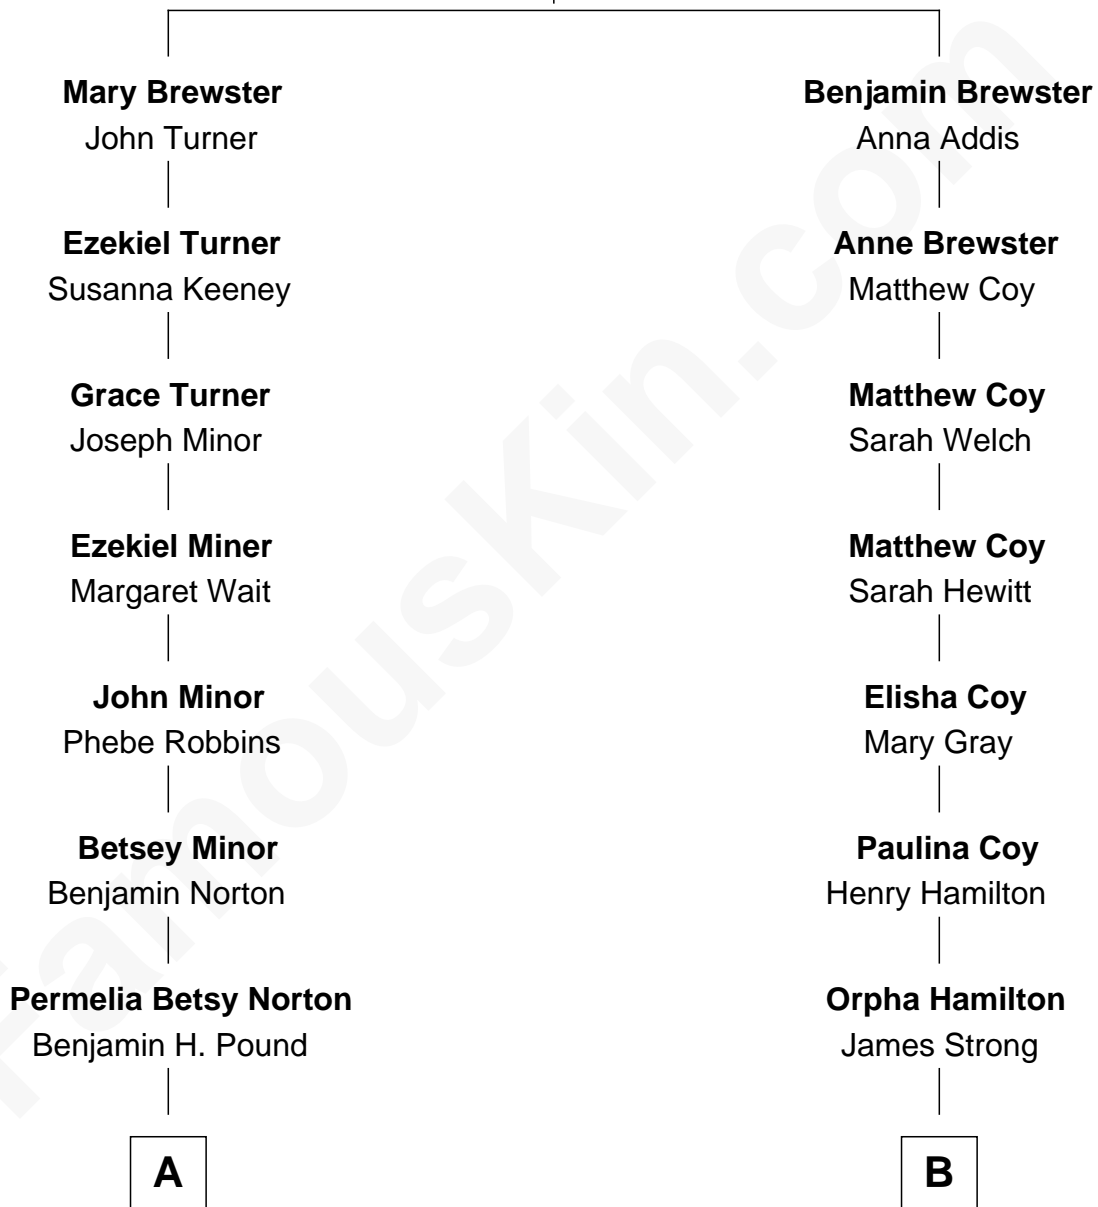 Mary Brewster
John Turner
Ezekiel Turner
Susanna Keeney
Grace Turner
Joseph Minor
Ezekiel Miner
Margaret Wait
John Minor
Phebe Robbins
Betsey Minor
Benjamin Norton
Permelia Betsy Norton
Benjamin H. Pound
A
Benjamin Brewster
Anna Addis
Anne Brewster
Matthew Coy
Matthew Coy
Sarah Welch
Matthew Coy
Sarah Hewitt
Elisha Coy
Mary Gray
Paulina Coy
Henry Hamilton
Orpha Hamilton
James Strong
B
FamousKin.com